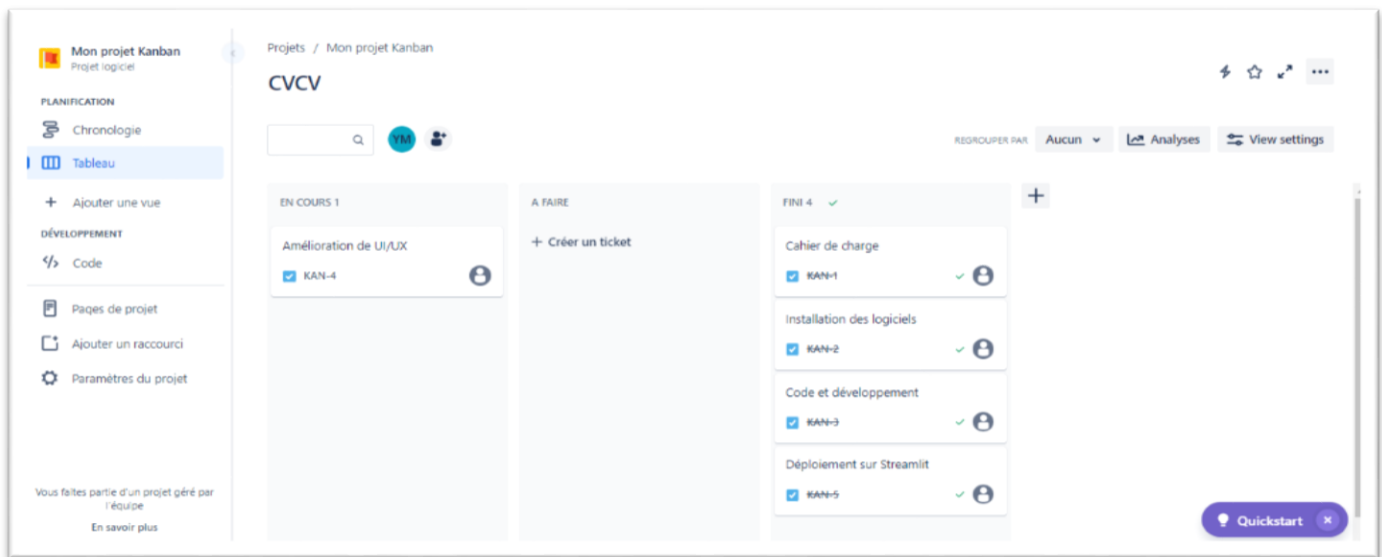 Mon projet Kanban
Projet logiciel
PLANIFICATION
Chronologie
Tableau
Ajouter une vue
DÉVELOPPEMENT
Code
Pages de projet
Ajouter un raccourci
Paramètres du projet
Vous faites partie d'un projet géré par
l'équipe
En savoir plus
Projets / Mon projet Kanban
CVCV
YM
REGROUPER PAR Aucun Analyses View settings
EN COURS 1
Amélioration de UI/UX
KAN-4
A FAIRE
+ Créer un ticket
FINI 4
Cahier de charge
KAN-1
Installation des logiciels
KAN-2
Code et développement
KAN-3
Déploiement sur Streamlit
KAN-5
Quickstart